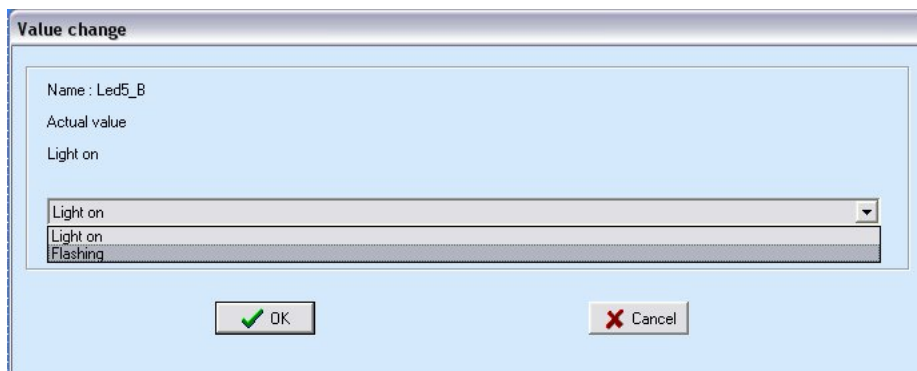 Value change
Name : Led5_B
Actual value
Light on
Light on
Light on
Flashing
OK
Cancel